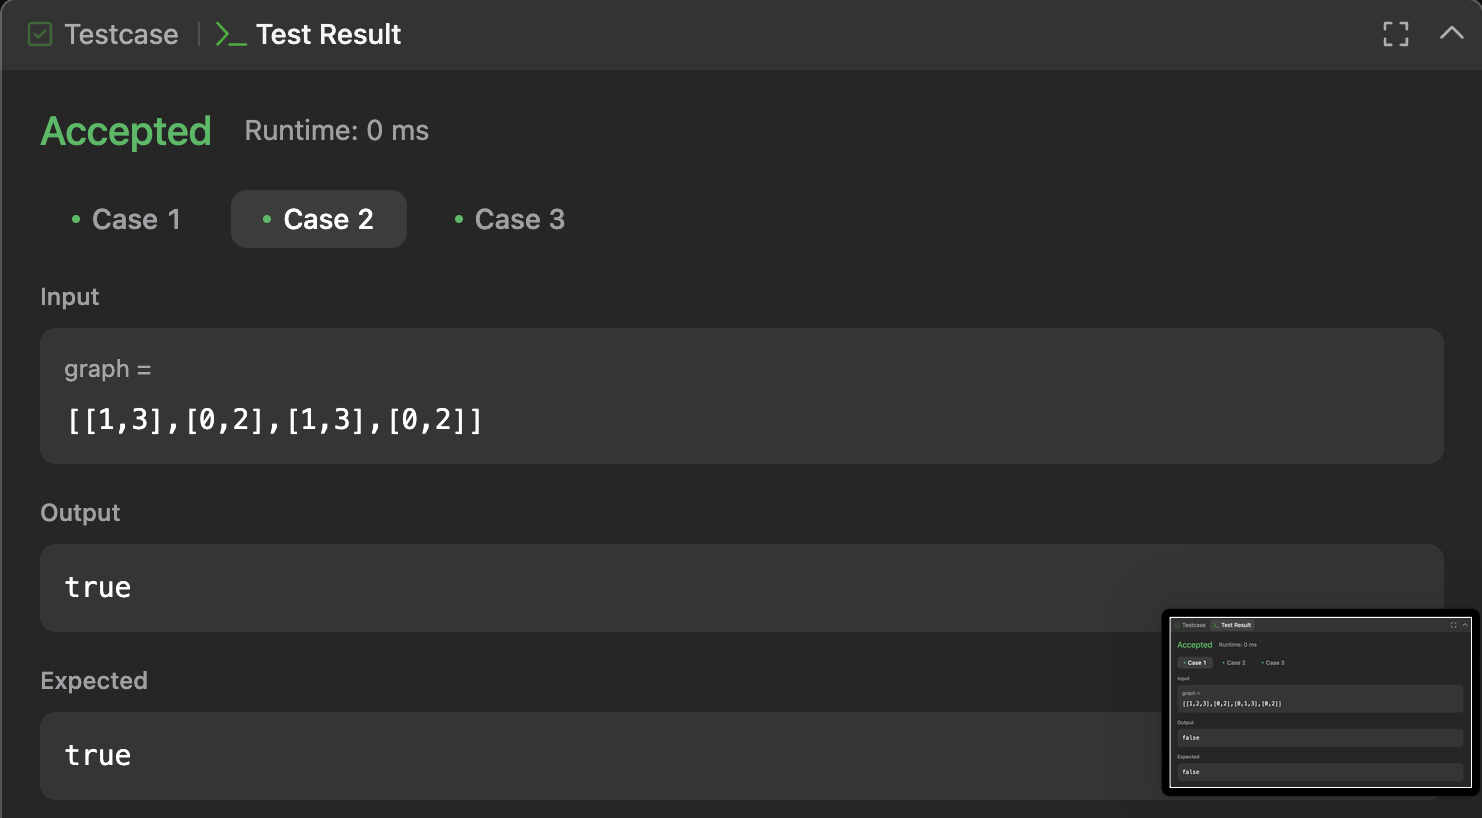 Testcase
Test Result
Accepted Runtime: 0 ms
Case 1 Case 2 Case 3
Input
graph =
[[1,3],[0,2],[1,3],[0,2]]
Output
true
Expected
true
Testcase Test Result
Accepted Runtime: 0 ms
Case 1 Case 2 Case 3
Input
graph =
[[1,2,3],[0,2],[0,1,3],[0,2]]
Output
false
Expected
false